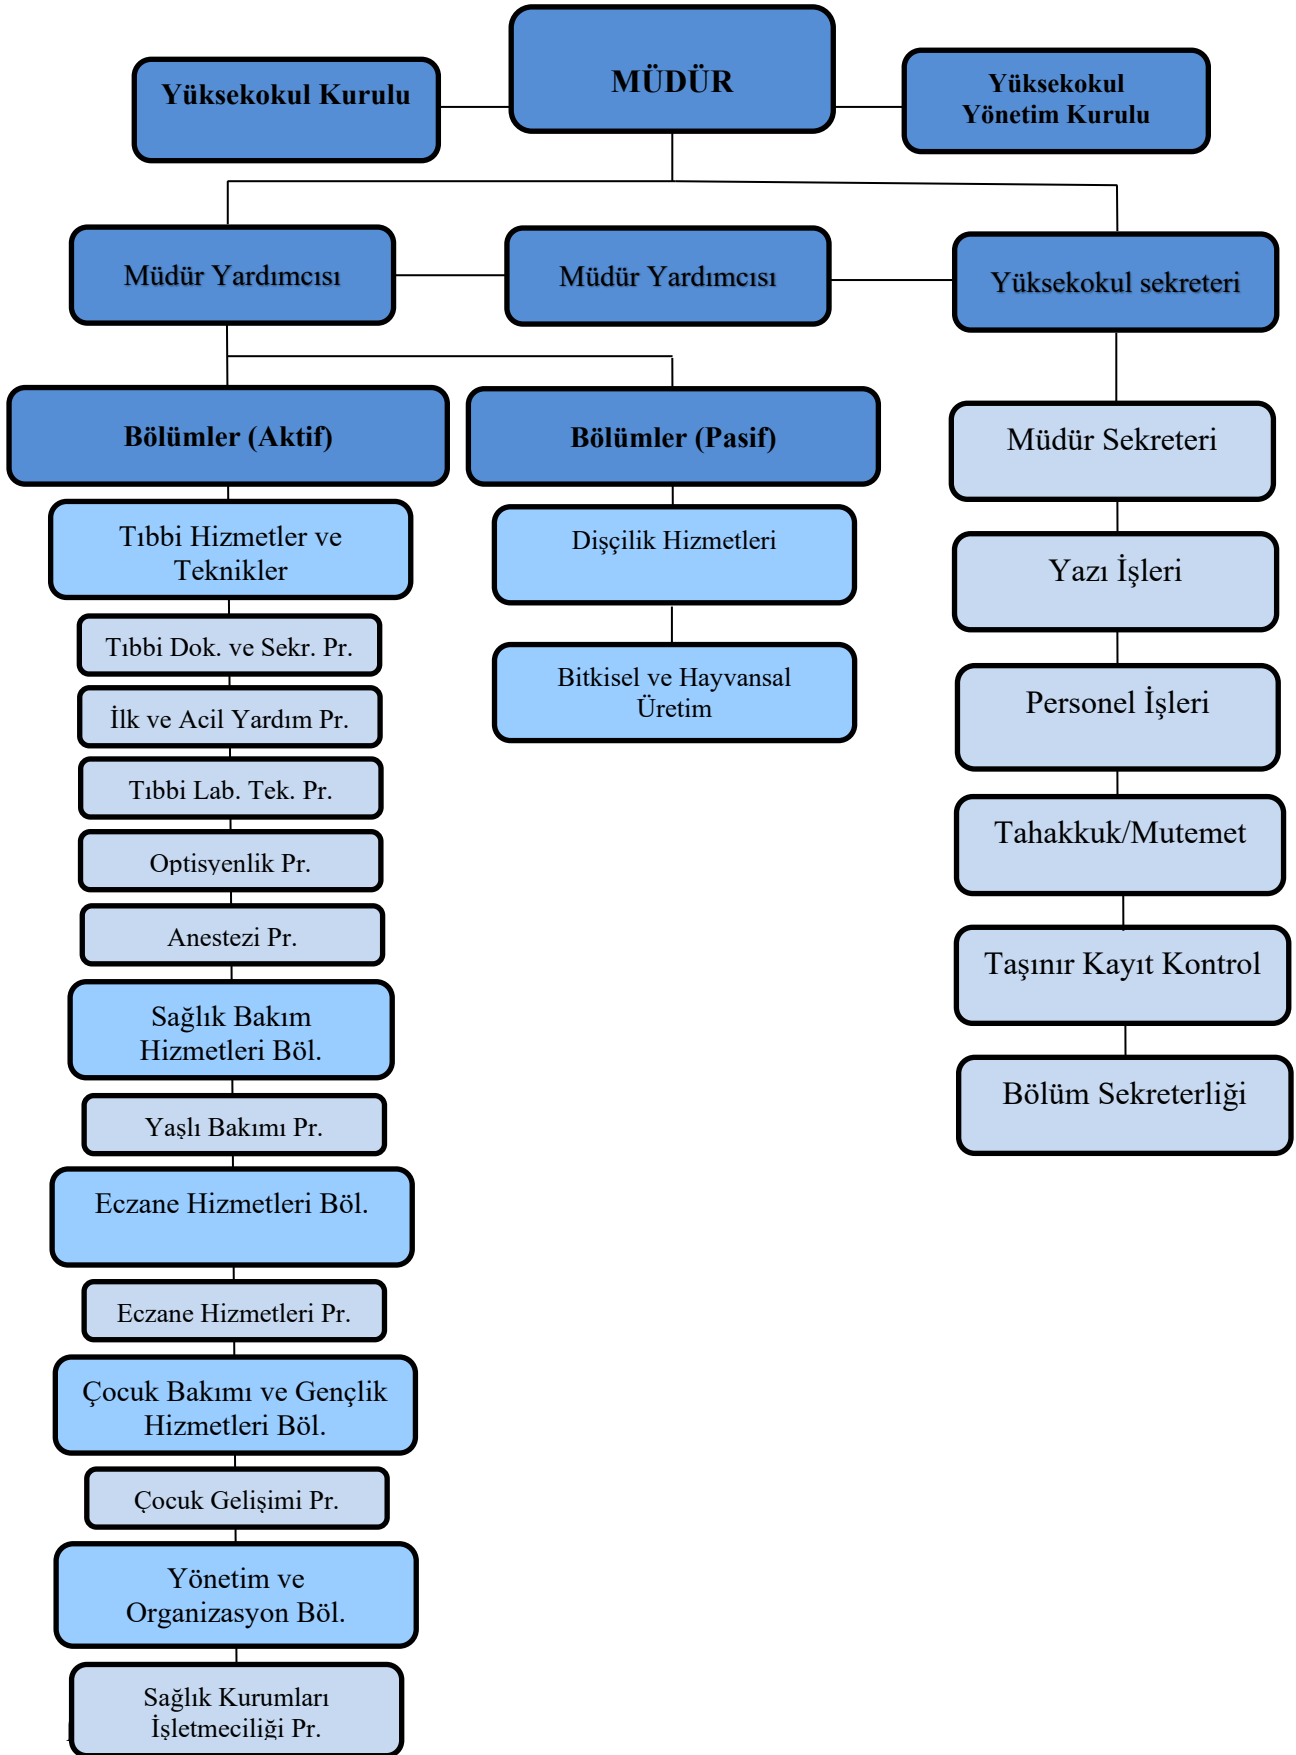 MÜDÜR
Yüksekokul Kurulu
Yüksekokul
Yönetim Kurulu
Müdür Yardımcısı
Müdür Yardımcısı
Yüksekokul sekreteri
Bölümler (Aktif)
Bölümler (Pasif)
Müdür Sekreteri
Tıbbi Hizmetler ve
Teknikler
Dişçilik Hizmetleri
Yazı İşleri
Tıbbi Dok. ve Sekr. Pr.
Bitkisel ve Hayvansal
Üretim
Personel İşleri
İlk ve Acil Yardım Pr.
Tıbbi Lab. Tek. Pr.
Tahakkuk/Mutemet
Optisyenlik Pr.
Anestezi Pr.
Taşınır Kayıt Kontrol
Sağlık Bakım
Hizmetleri Böl.
Bölüm Sekreterliği
Yaşlı Bakımı Pr.
Eczane Hizmetleri Böl.
Eczane Hizmetleri Pr.
Çocuk Bakımı ve Gençlik
Hizmetleri Böl.
Çocuk Gelişimi Pr.
Yönetim ve
Organizasyon Böl.
Sağlık Kurumları
İşletmeciliği Pr.